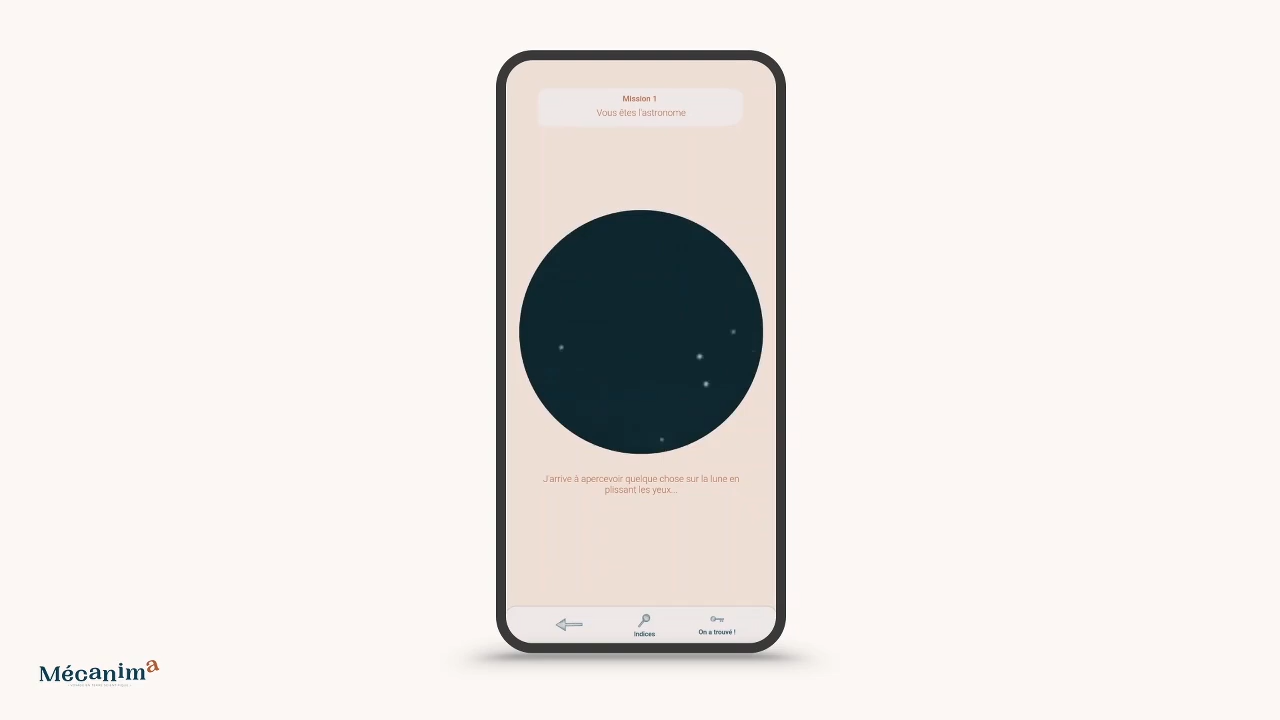 Mission 1
Vous êtes l'astronome
J'arrive à apercevoir quelque chose sur la lune en
plissant les yeux...
Indices
On a trouvé !
Mécanima